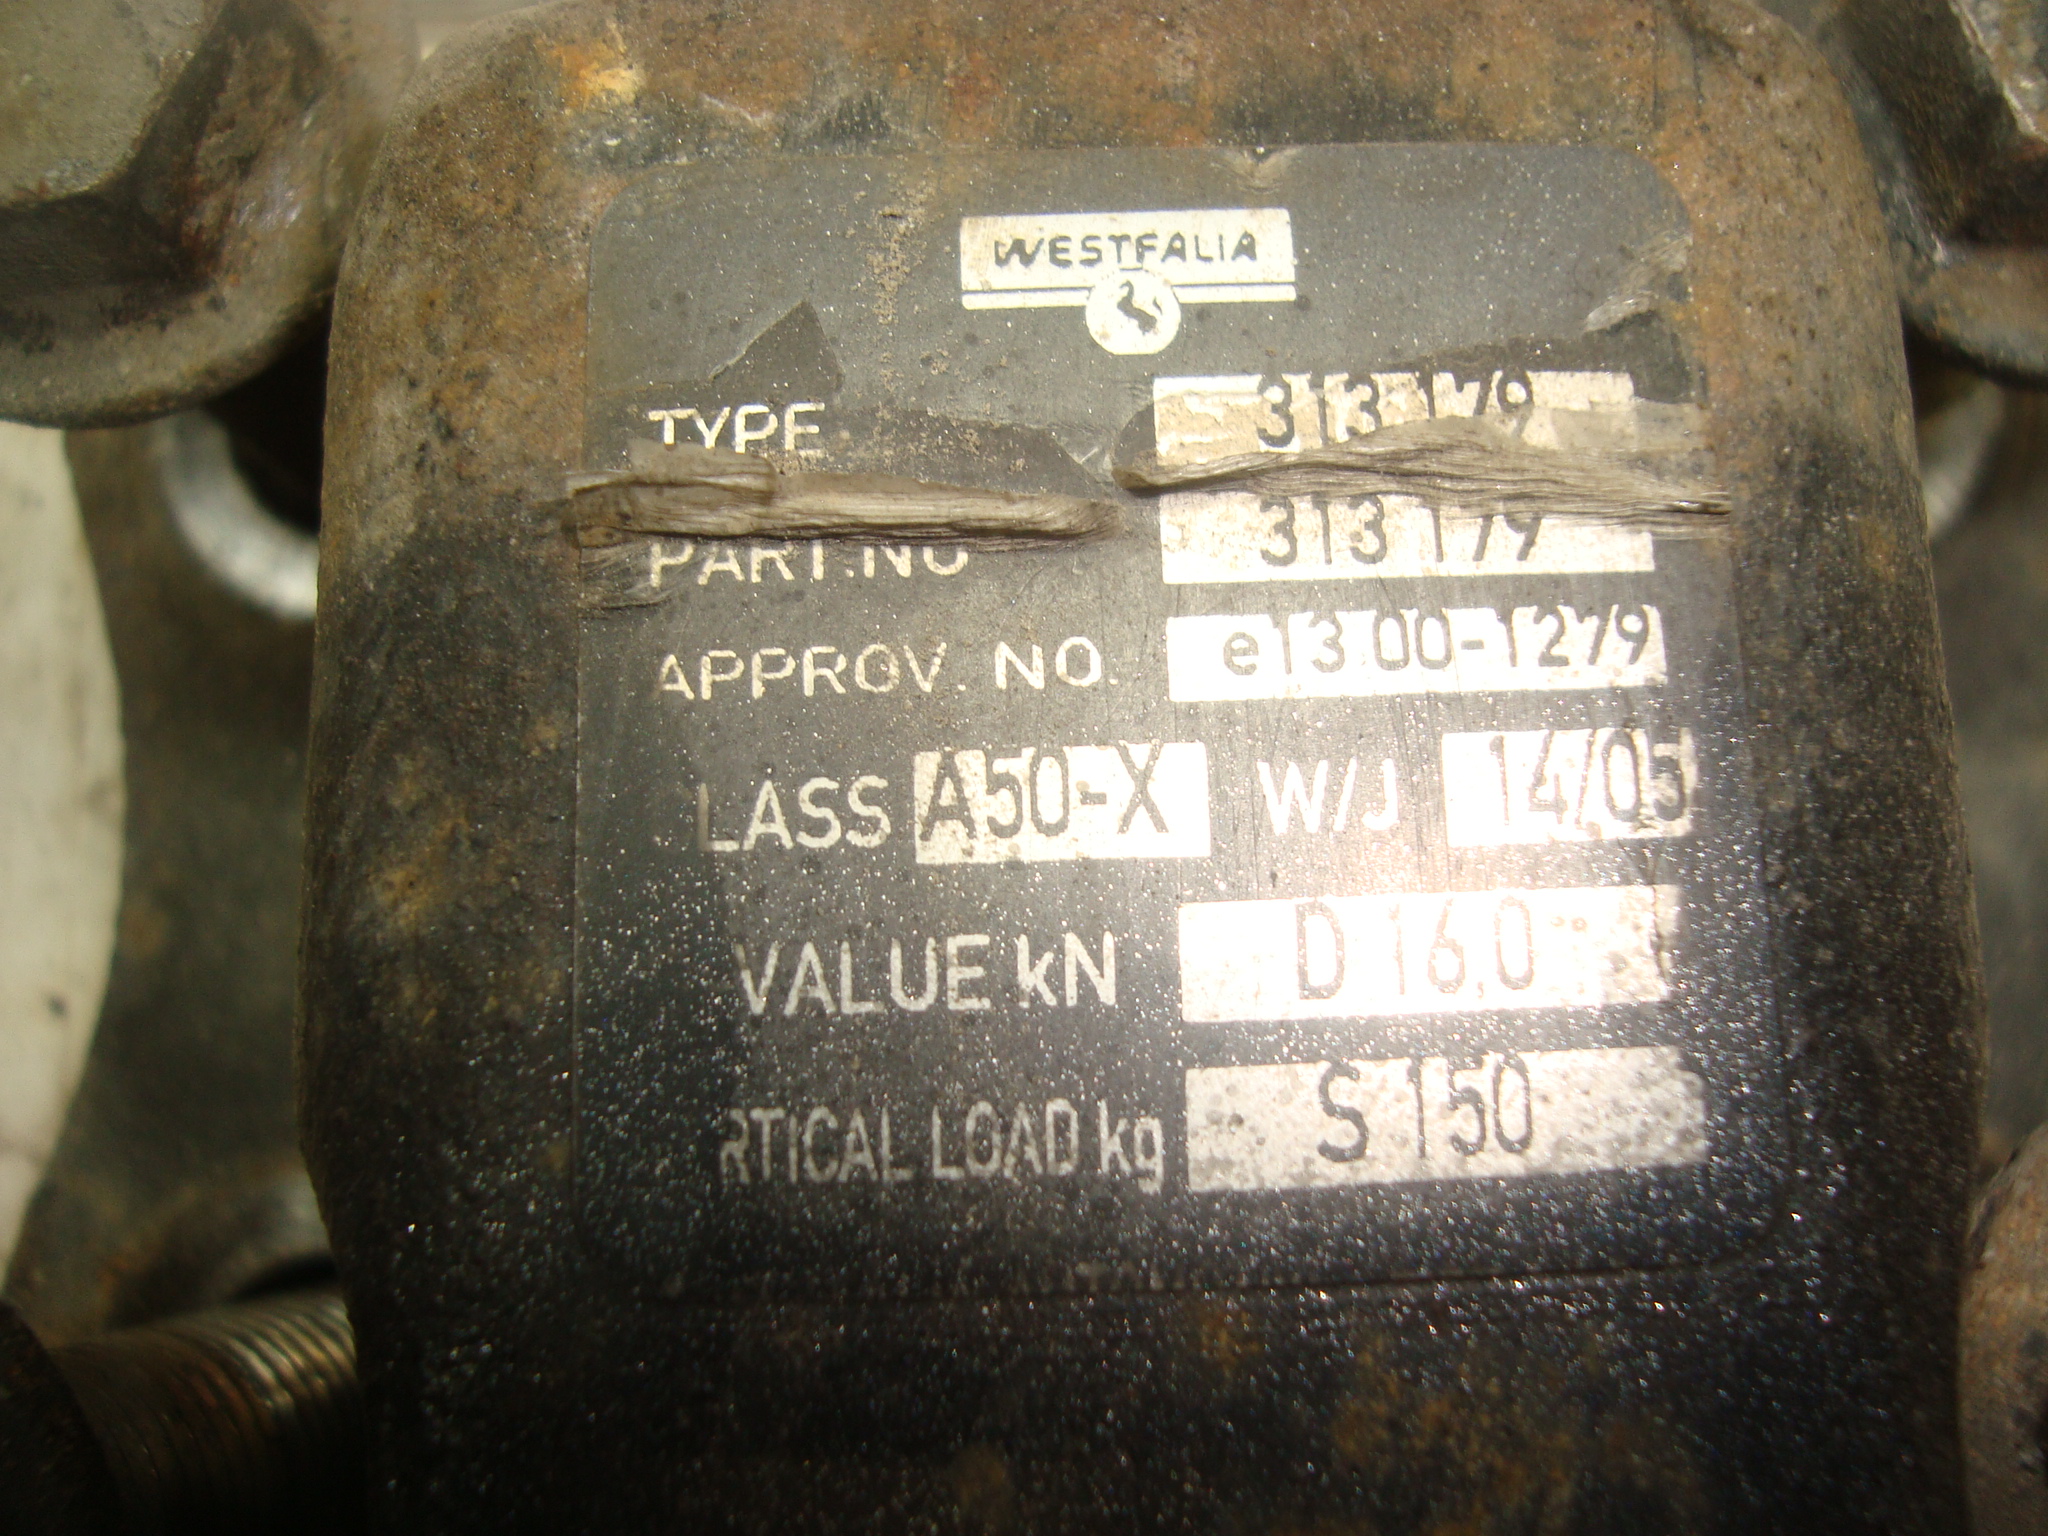 WESTFALIA
TYPE 313 179
PART.NO 313 179
APPROV. NO. e13 00-1279
LASS A50-X W/J 14/05
VALUE kN D 16,0
RTICAL LOAD kg S 150